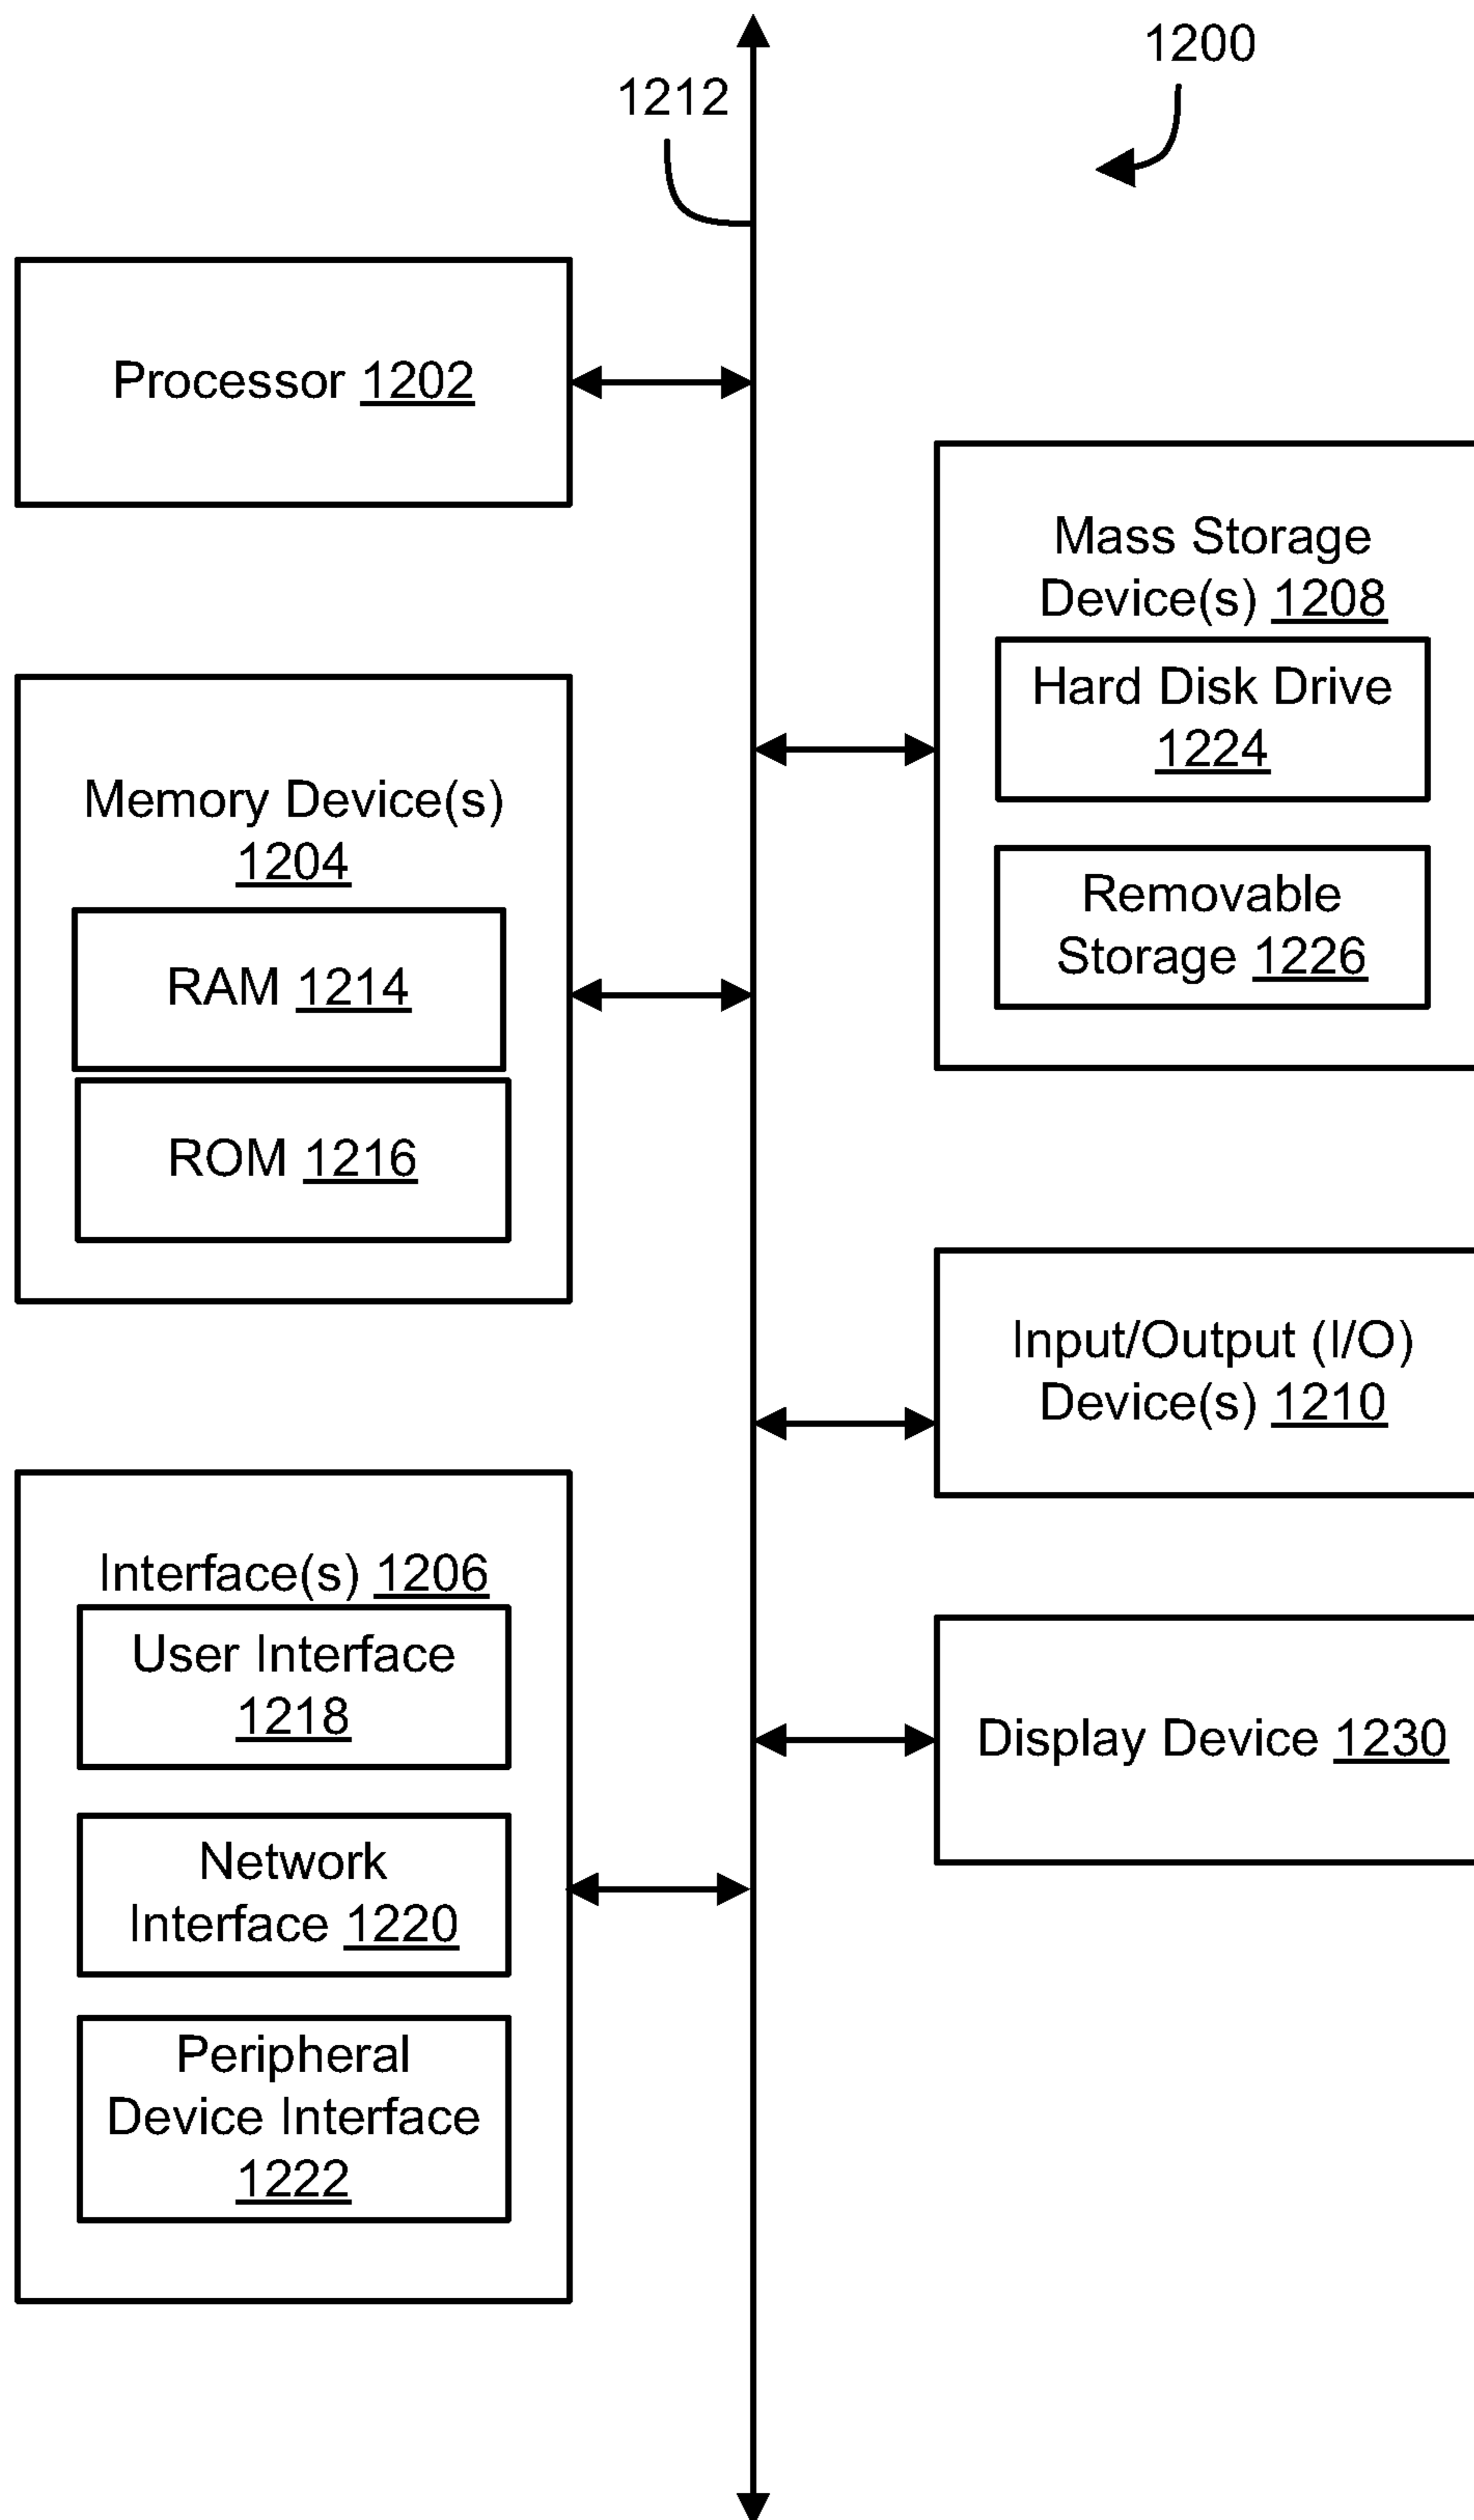 1200
1212
Processor 1202
Memory Device(s)
1204
RAM 1214
ROM 1216
Interface(s) 1206
User Interface
1218
Network
Interface 1220
Peripheral
Device Interface
1222
Mass Storage
Device(s) 1208
Hard Disk Drive
1224
Removable
Storage 1226
Input/Output (I/O)
Device(s) 1210
Display Device 1230